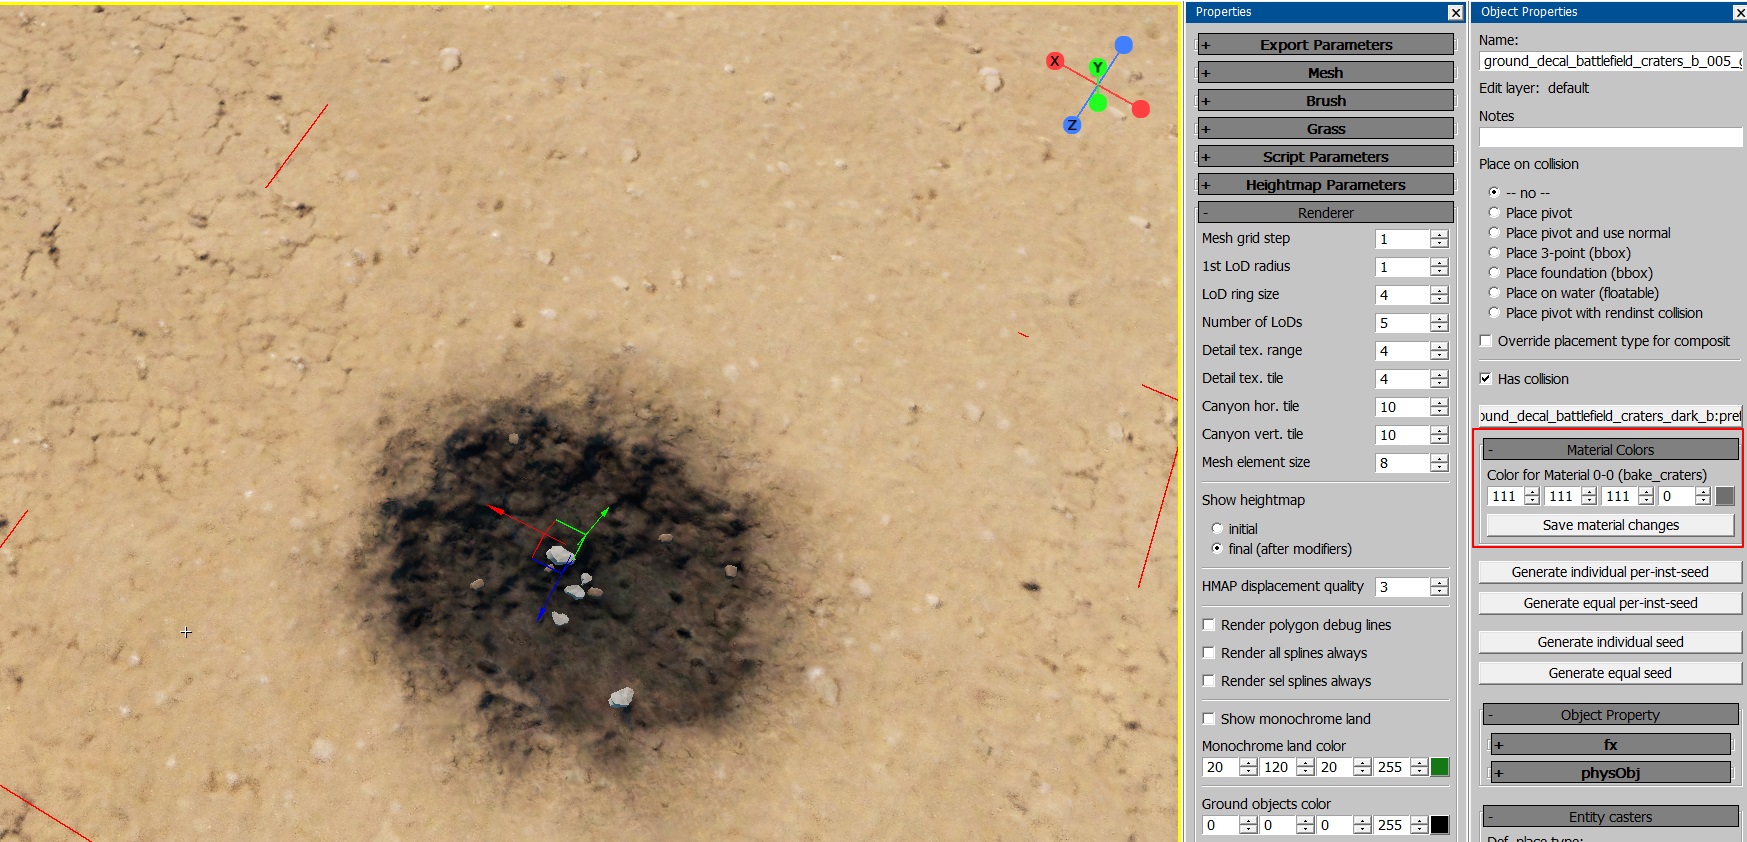 X
Y
Z
Properties
Export Parameters
Mesh
Brush
Grass
Script Parameters
Heightmap Parameters
Renderer
Mesh grid step 1
1st LoD radius 1
LoD ring size 4
Number of LoDs 5
Detail tex. range 4
Detail tex. tile 4
Canyon hor. tile 10
Canyon vert. tile 10
Mesh element size 8
Show heightmap
initial
final (after modifiers)
HMAP displacement quality 3
Render polygon debug lines
Render all splines always
Render sel splines always
Show monochrome land
Monochrome land color
20 120 20 255
Ground objects color
0 0 0 255
Object Properties
Name:
ground_decal_battlefield_craters_b_005_
Edit layer: default
Notes
Place on collision
-- no --
Place pivot
Place pivot and use normal
Place 3-point (bbox)
Place foundation (bbox)
Place on water (floatable)
Place pivot with rendinst collision
Override placement type for composit
Has collision
ound_decal_battlefield_craters_dark_b:pref
Material Colors
Color for Material 0-0 (bake_craters)
111 111 111 0
Save material changes
Generate individual per-inst-seed
Generate equal per-inst-seed
Generate individual seed
Generate equal seed
Object Property
fx
physObj
Entity casters
Def. place type: